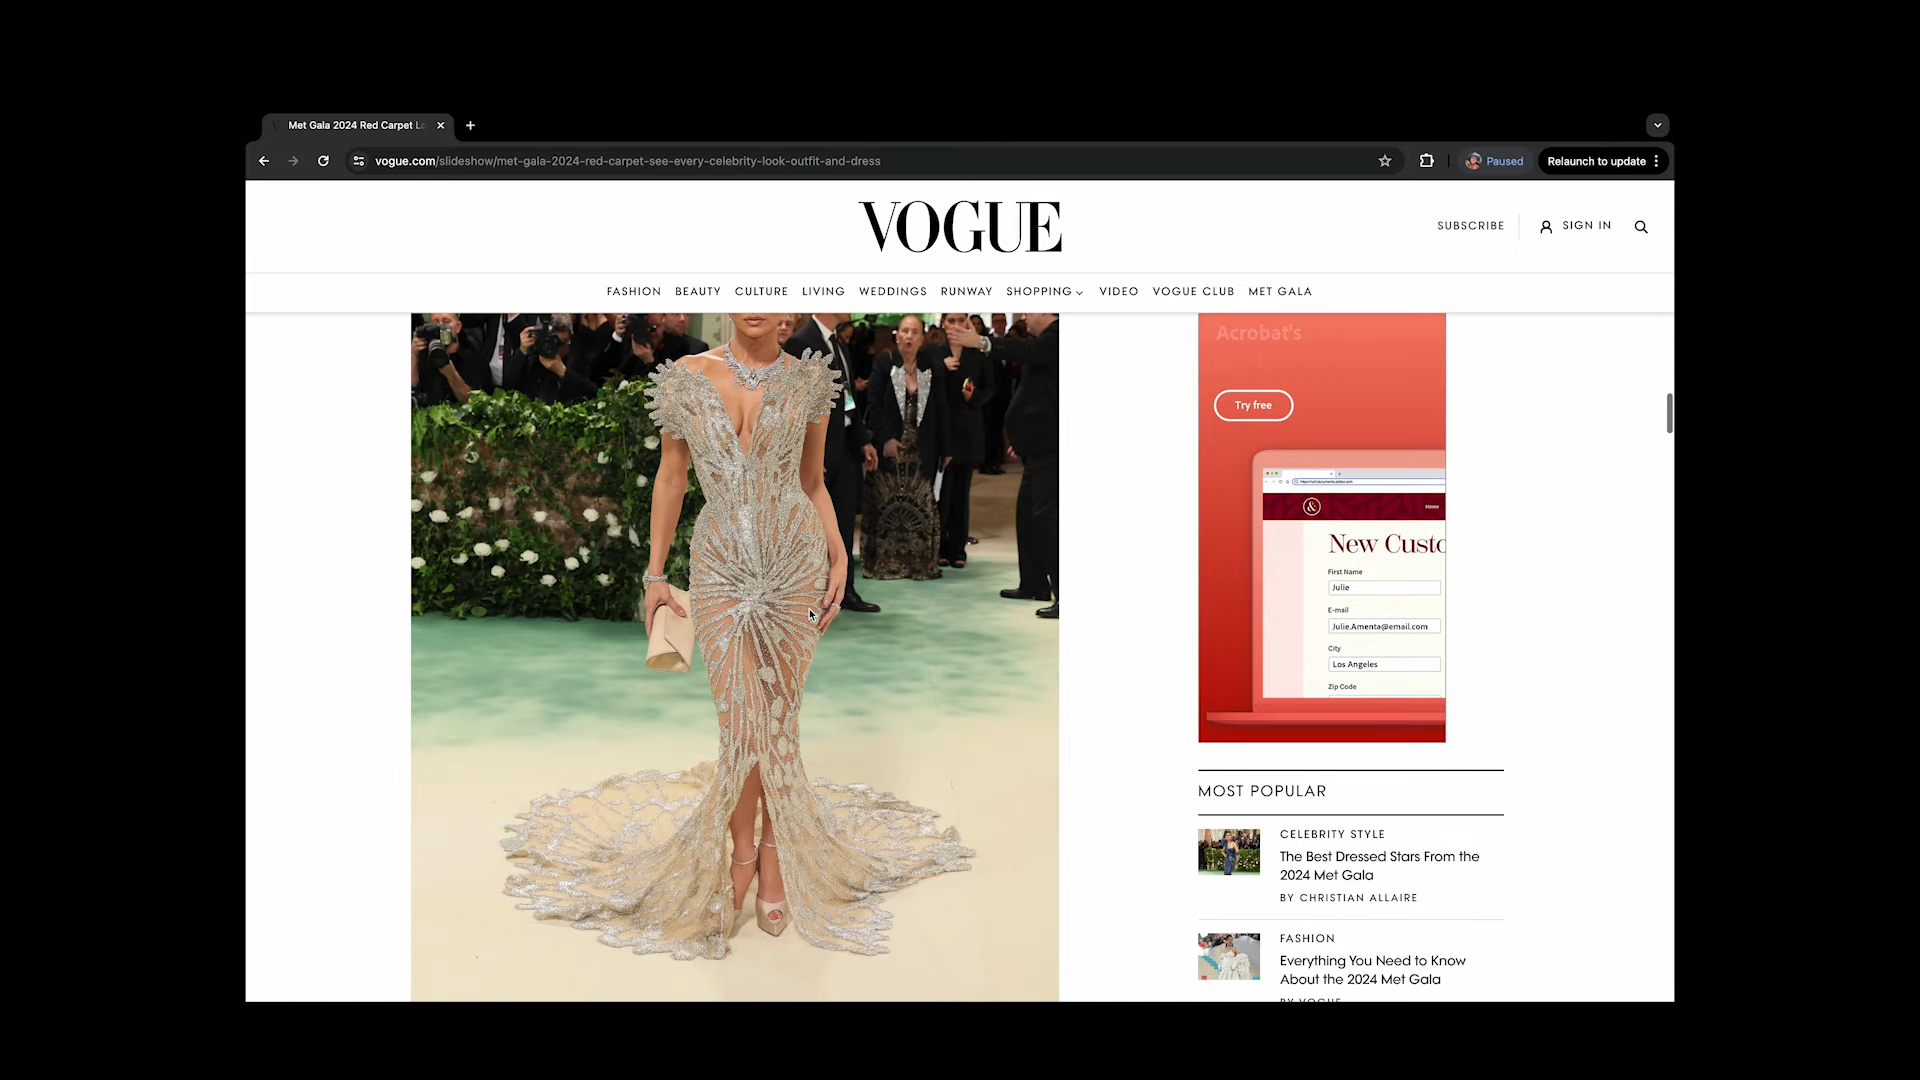 Met Gala 2024 Red Carpet Lo
vogue.com/slideshow/met-gala-2024-red-carpet-see-every-celebrity-look-outfit-and-dress
Paused
Relaunch to update
VOGUE
SUBSCRIBE
SIGN IN
FASHION BEAUTY CULTURE LIVING WEDDINGS RUNWAY SHOPPING VIDEO VOGUE CLUB MET GALA
Acrobat's
Try free
&
Home
New Custo
First Name
Julie
E-mail
Julie.Amenta@email.com
City
Los Angeles
Zip Code
MOST POPULAR
CELEBRITY STYLE
The Best Dressed Stars From the
2024 Met Gala
BY CHRISTIAN ALLAIRE
FASHION
Everything You Need to Know
About the 2024 Met Gala
BY VOGUE